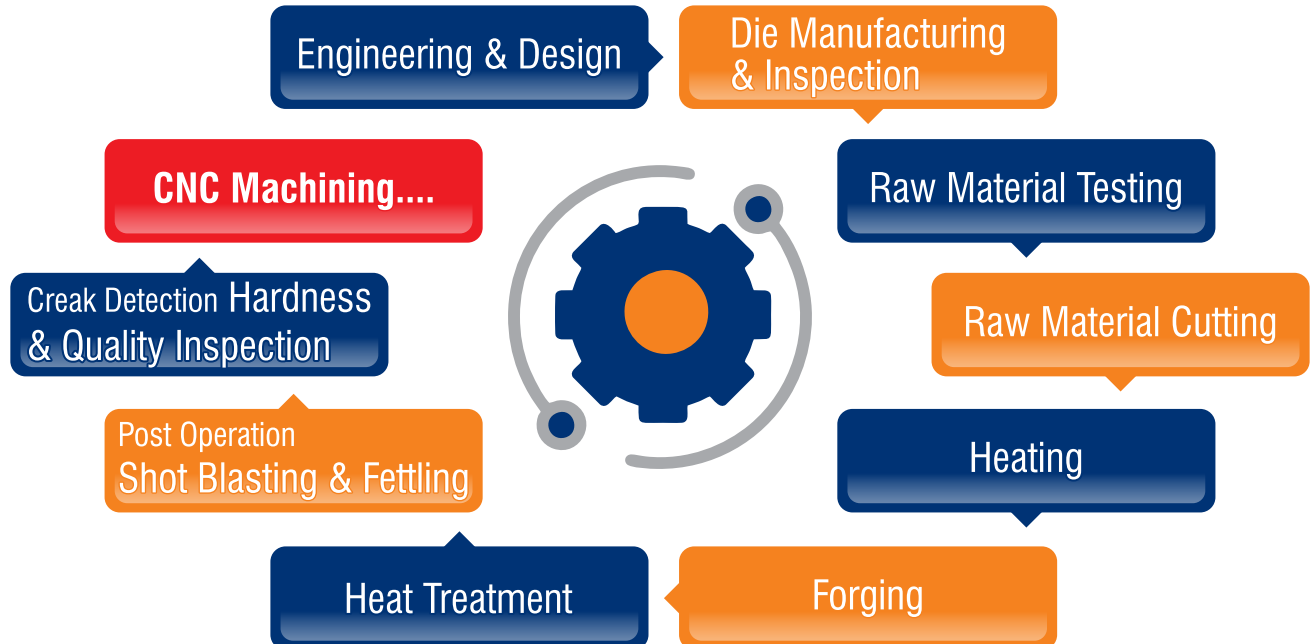 Engineering & Design
Die Manufacturing
& Inspection
Raw Material Testing
Raw Material Cutting
Heating
Forging
Heat Treatment
Post Operation
Shot Blasting & Fettling
Creak Detection Hardness
& Quality Inspection
CNC Machining....